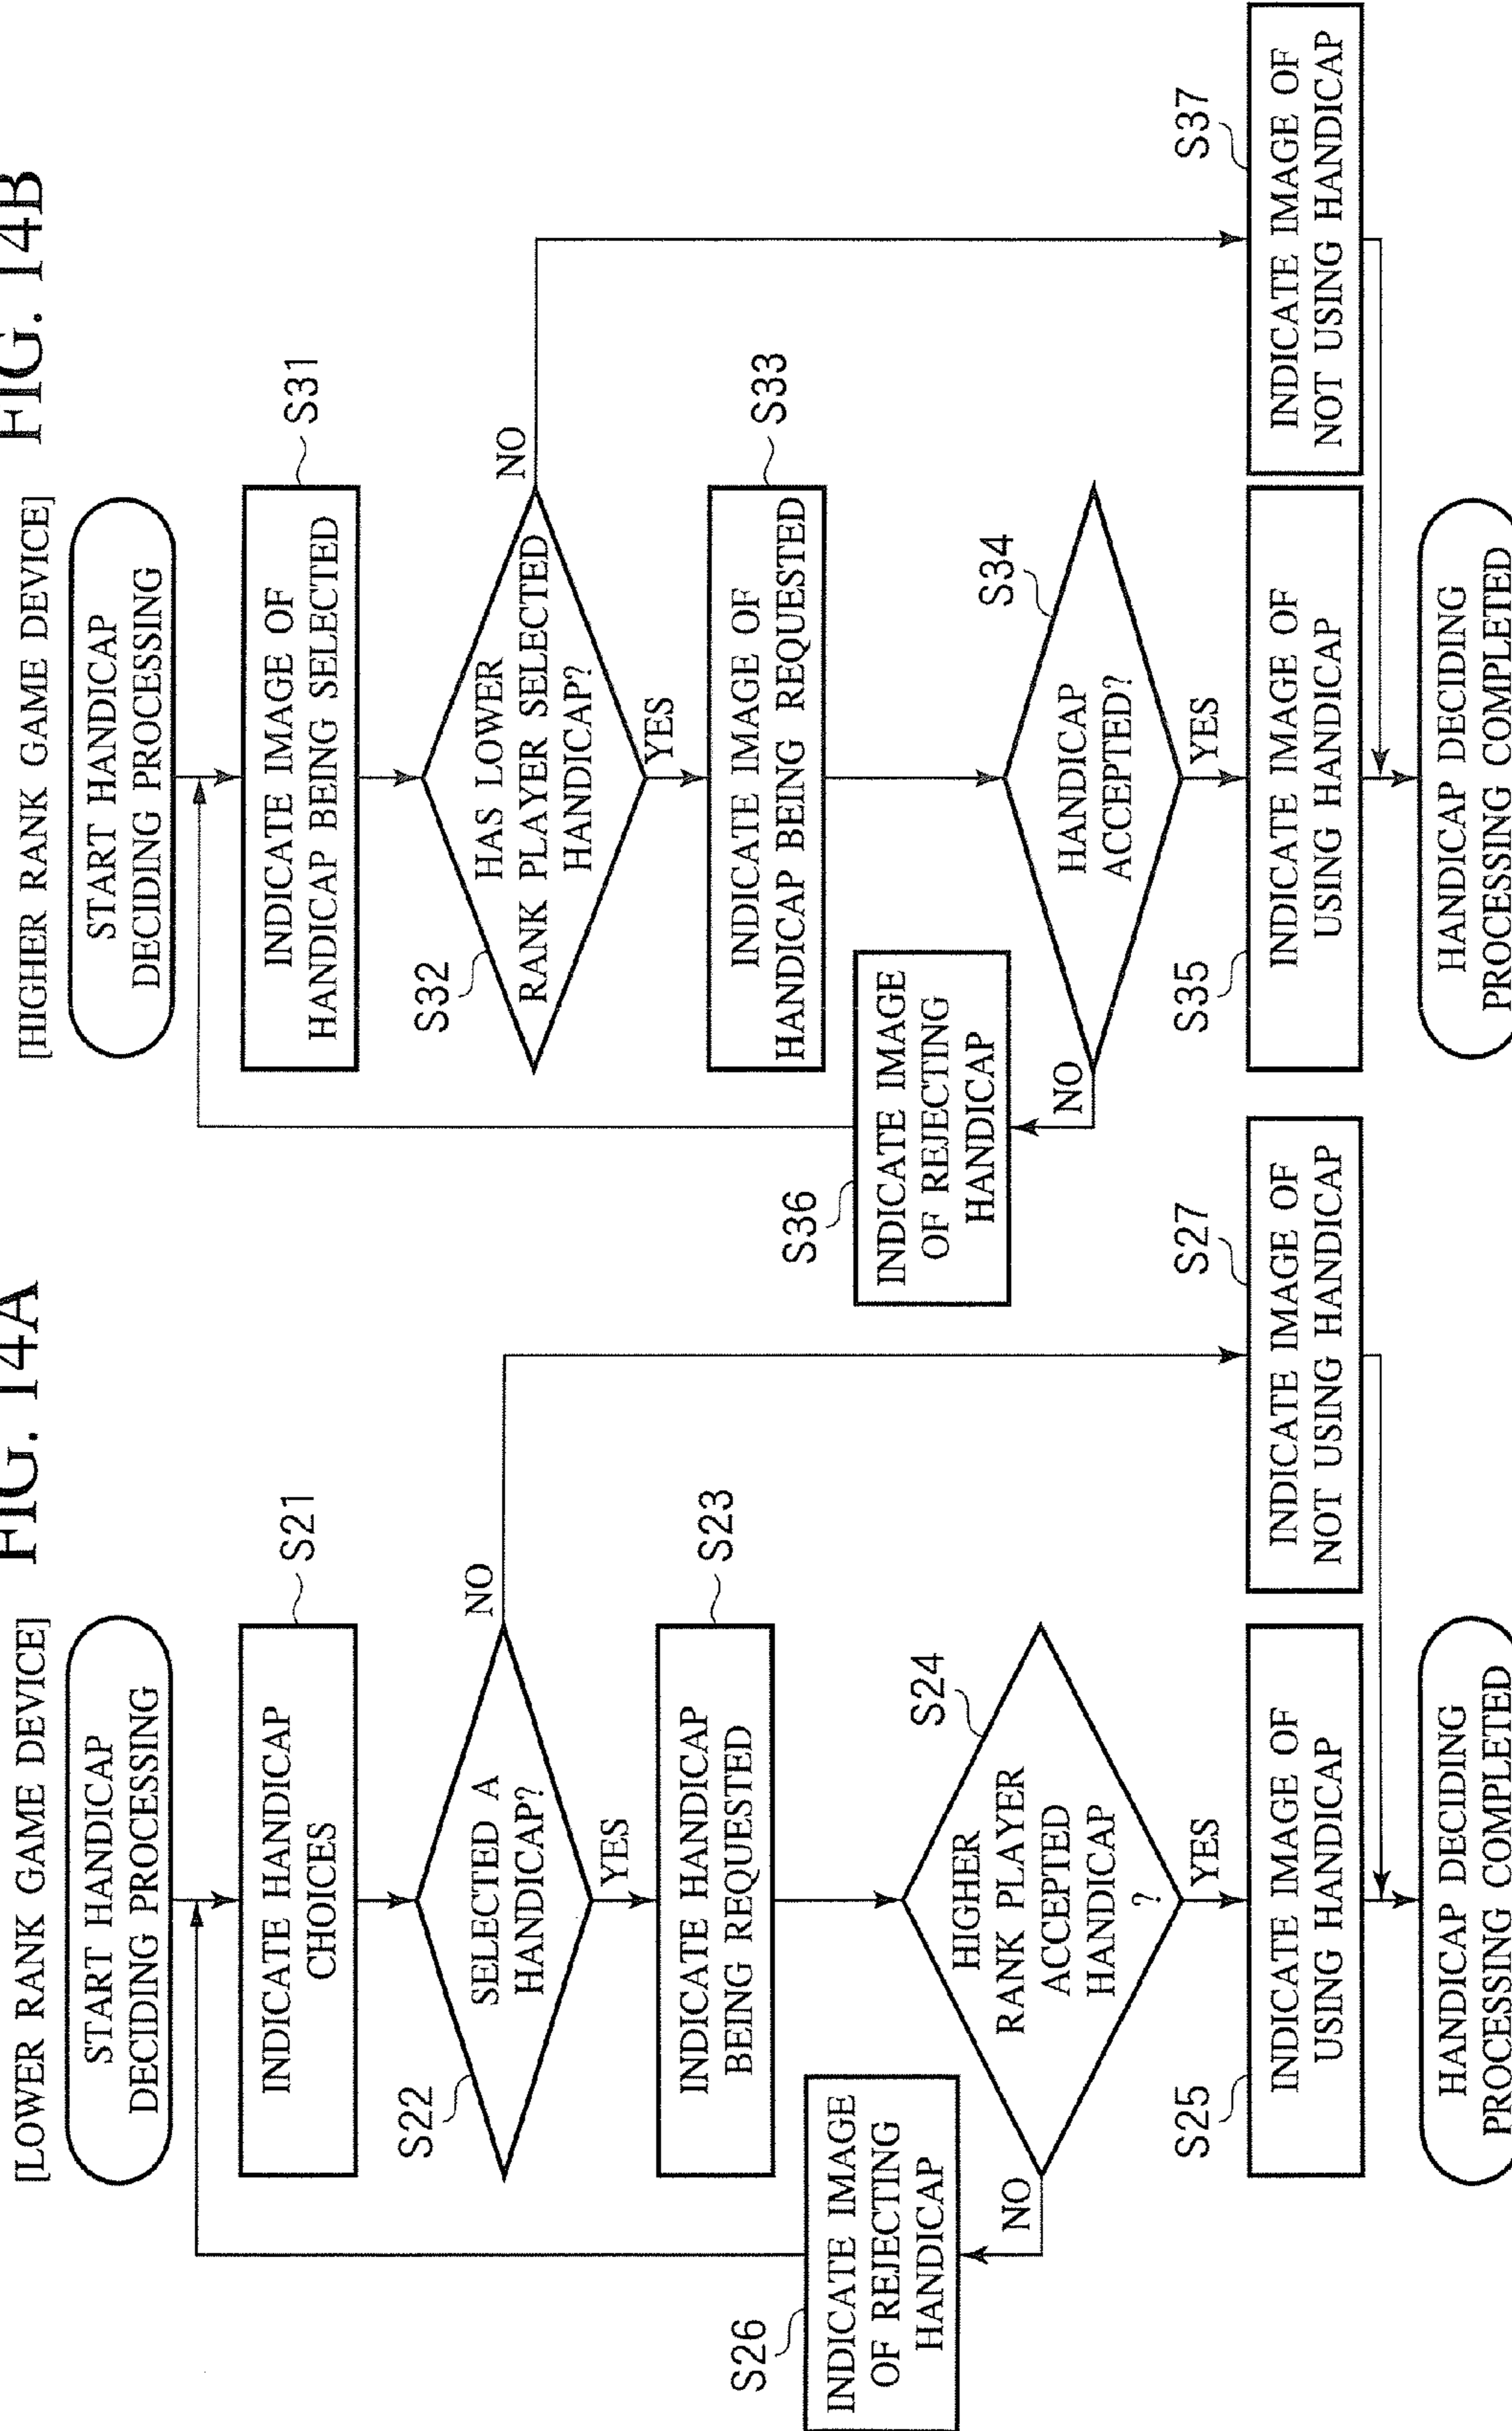 FIG. 14A
[LOWER RANK GAME DEVICE]
START HANDICAP
DECIDING PROCESSING
INDICATE HANDICAP
CHOICES
S21
S22
SELECTED A
HANDICAP?
NO
YES
INDICATE HANDICAP
BEING REQUESTED
S23
S24
HIGHER
RANK PLAYER
ACCEPTED
HANDICAP
?
NO
YES
S26
INDICATE IMAGE
OF REJECTING
HANDICAP
S25
INDICATE IMAGE OF
USING HANDICAP
S27
INDICATE IMAGE OF
NOT USING HANDICAP
HANDICAP DECIDING
PROCESSING COMPLETED
FIG. 14B
[HIGHER RANK GAME DEVICE]
START HANDICAP
DECIDING PROCESSING
INDICATE IMAGE OF
HANDICAP BEING SELECTED
S31
S32
HAS LOWER
RANK PLAYER SELECTED
HANDICAP?
NO
YES
INDICATE IMAGE OF
HANDICAP BEING REQUESTED
S33
S34
HANDICAP
ACCEPTED?
NO
YES
S36
INDICATE IMAGE
OF REJECTING
HANDICAP
S35
INDICATE IMAGE OF
USING HANDICAP
S37
INDICATE IMAGE OF
NOT USING HANDICAP
HANDICAP DECIDING
PROCESSING COMPLETED